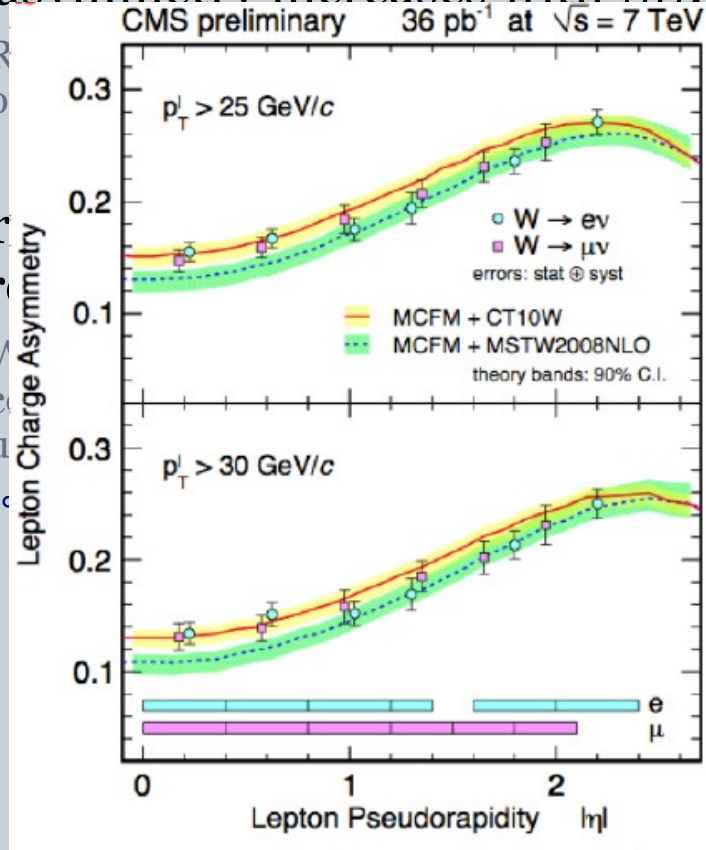 CMS preliminary 36 pb⁻¹ at √s = 7 TeV
pᵀˡ > 25 GeV/c
0.3
0.2
0.1
W → eν
W → μν
errors: stat ⊕ syst
MCFM + CT10W
MCFM + MSTW2008NLO
theory bands: 90% C.I.
Lepton Charge Asymmetry
pᵀˡ > 30 GeV/c
0.3
0.2
0.1
e
μ
0 1 2
Lepton Pseudorapidity |η|